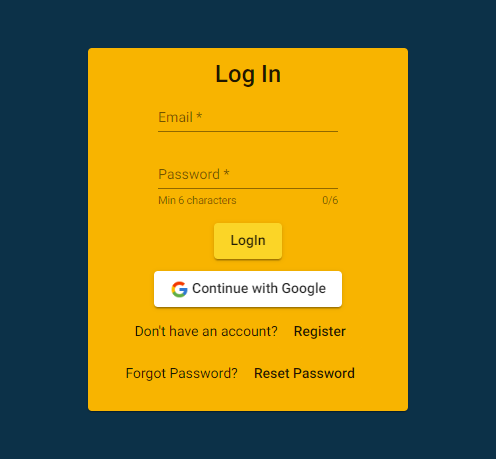 Log In
Email *
Password *
Min 6 characters 0/6
LogIn
Continue with Google
Don't have an account? Register
Forgot Password? Reset Password